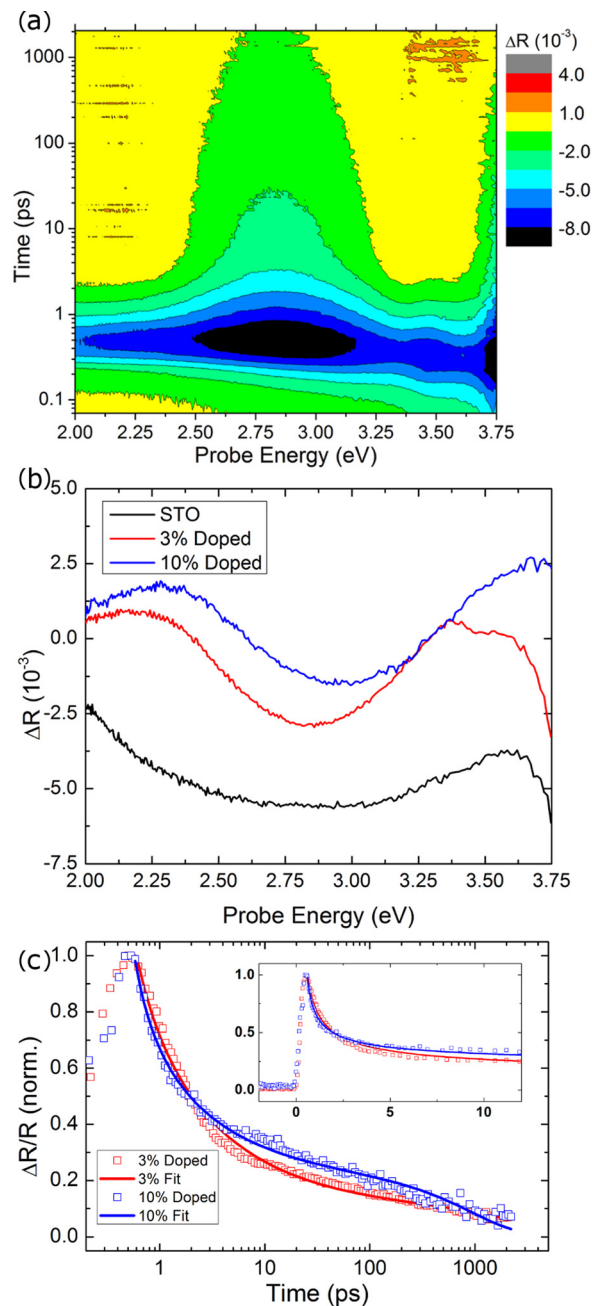 (a)
ΔR (10⁻³)
4.0
1.0
-2.0
-5.0
-8.0
1000
100
10
1
0.1
Time (ps)
2.00 2.25 2.50 2.75 3.00 3.25 3.50 3.75
Probe Energy (eV)
(b)
5.0
2.5
0.0
-2.5
-5.0
-7.5
ΔR (10⁻³)
STO
3% Doped
10% Doped
2.00 2.25 2.50 2.75 3.00 3.25 3.50 3.75
Probe Energy (eV)
(c)
1.0
0.8
0.6
0.4
0.2
0.0
ΔR/R (norm.)
1.0
0.5
0.0
0 5 10
3% Doped
3% Fit
10% Doped
10% Fit
1 10 100 1000
Time (ps)